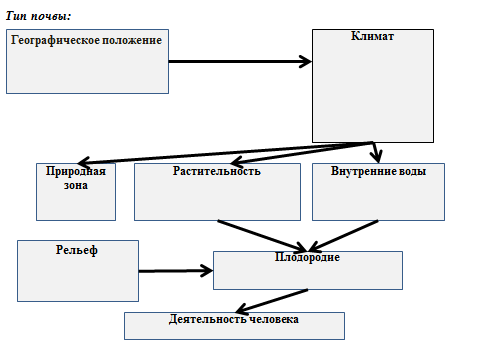 Тип почвы:
Географическое положение
Климат
Природная
зона
Растительность
Внутренние воды
Рельеф
Плодородие
Деятельность человека